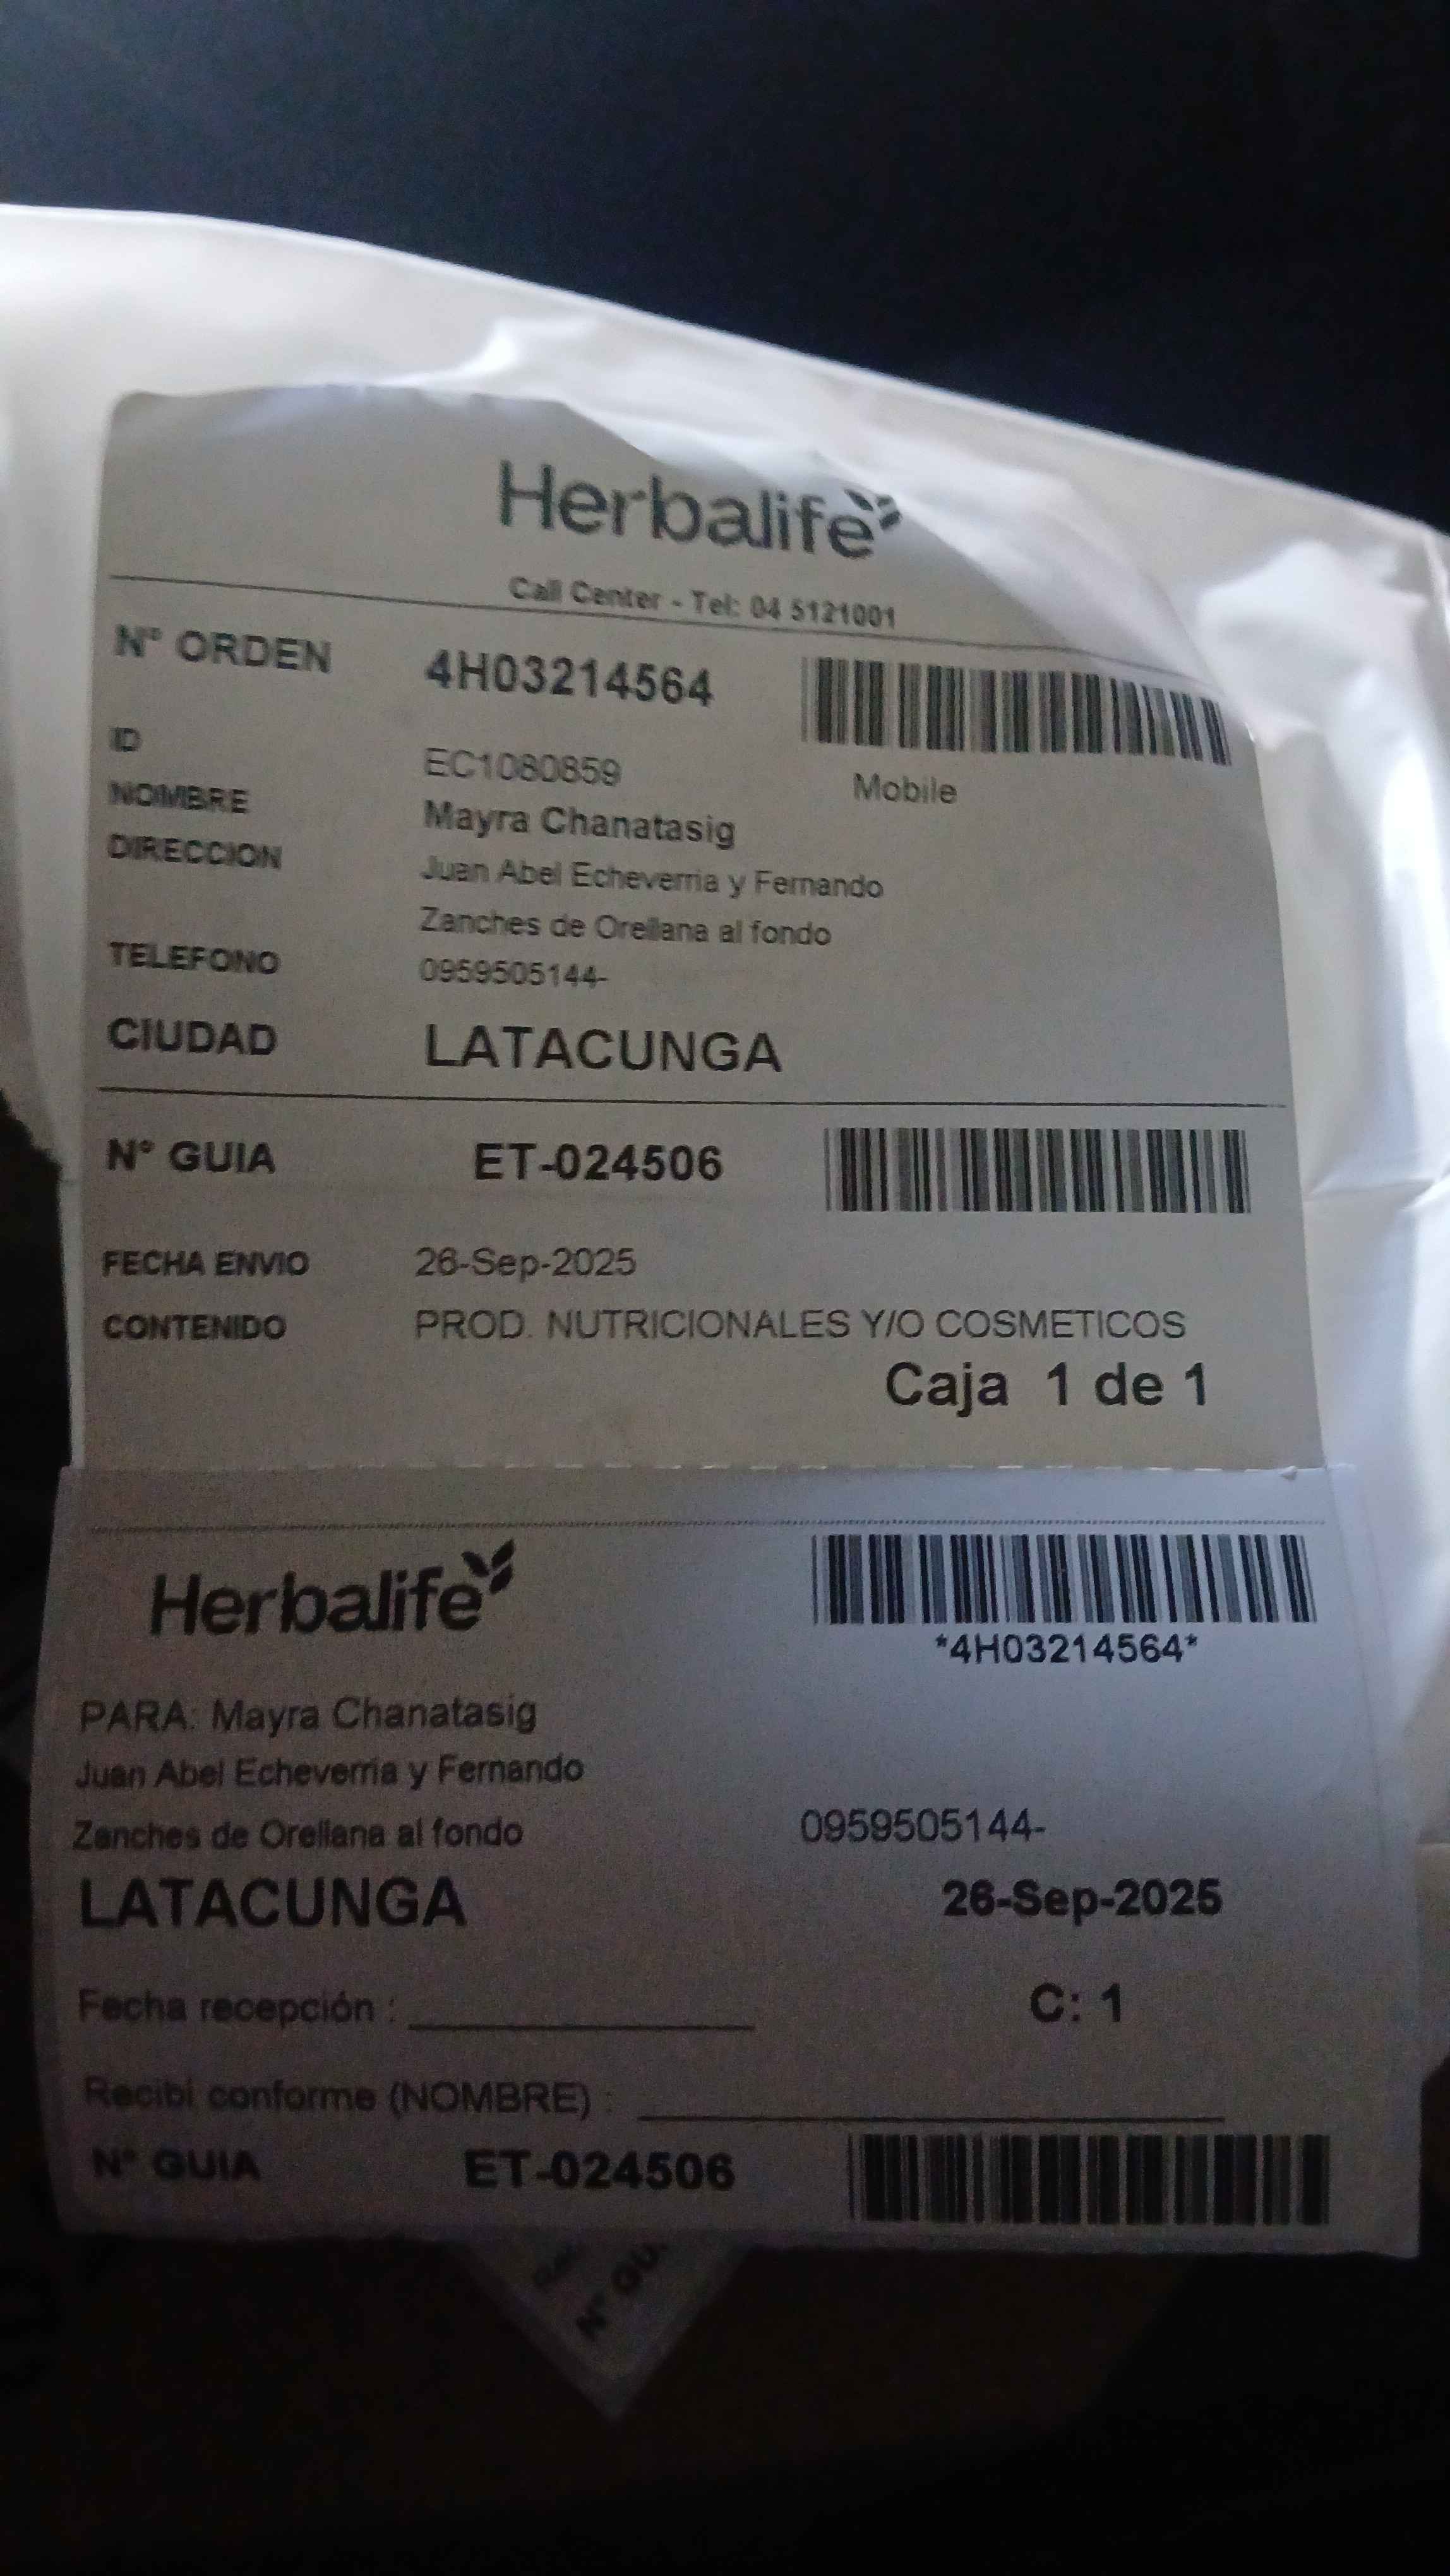 Herbalife
Call Center - Tel: 04 5121001
N° ORDEN 4H03214564
ID EC1080859 Mobile
NOMBRE Mayra Chanatasig
DIRECCION Juan Abel Echeverria y Fernando
Zanches de Orellana al fondo
TELEFONO 0959505144-
CIUDAD LATACUNGA
N° GUIA ET-024506
FECHA ENVIO 26-Sep-2025
CONTENIDO PROD. NUTRICIONALES Y/O COSMETICOS
Caja 1 de 1
Herbalife
*4H03214564*
PARA: Mayra Chanatasig
Juan Abel Echeverria y Fernando
Zanches de Orellana al fondo 0959505144-
LATACUNGA 26-Sep-2025
Fecha recepción : C: 1
Recibi conforme (NOMBRE) :
N° GUIA ET-024506
N° GU